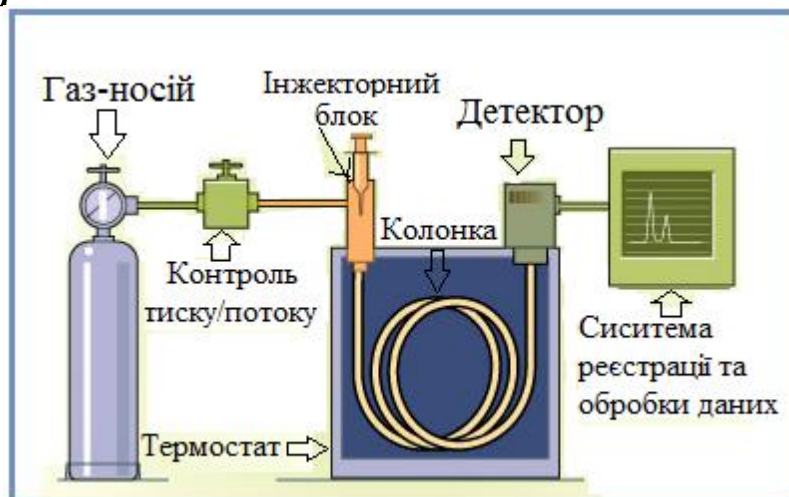 Газ-носій
Інжекторний
блок
Детектор
Колонка
Контроль
тиску/потоку
Сиситема
реєстрації та
обробки даних
Термостат